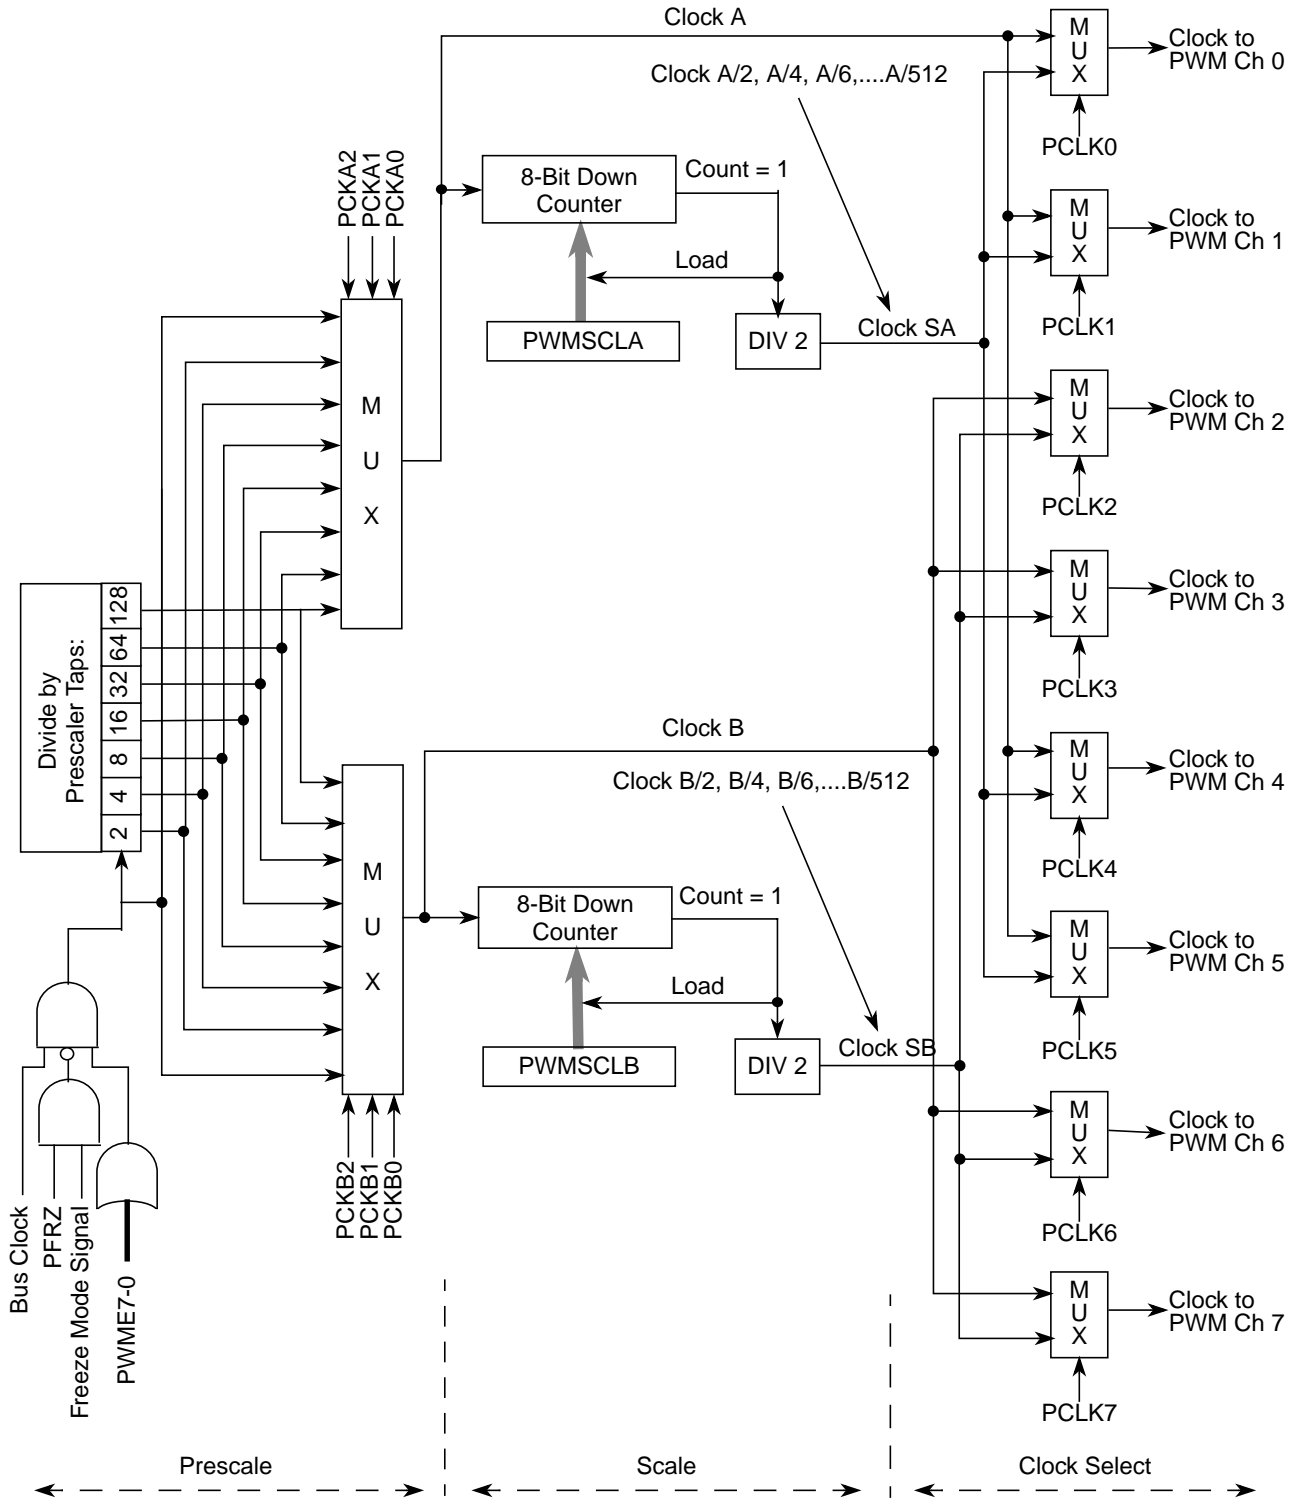 Clock A
Clock A/2, A/4, A/6,....A/512
M
U
X
Clock to
PWM Ch 0
PCLK0
PCKA2
PCKA1
PCKA0
8-Bit Down
Counter
Count = 1
Load
PWMSCLA
DIV 2
Clock SA
M
U
X
Clock to
PWM Ch 1
PCLK1
M
U
X
M
U
X
Clock to
PWM Ch 2
PCLK2
M
U
X
Clock to
PWM Ch 3
PCLK3
Divide by
Prescaler Taps:
128
64
32
16
8
4
2
Clock B
Clock B/2, B/4, B/6,....B/512
M
U
X
Clock to
PWM Ch 4
PCLK4
M
U
X
8-Bit Down
Counter
Count = 1
Load
PWMSCLB
DIV 2
Clock SB
M
U
X
Clock to
PWM Ch 5
PCLK5
PCKB2
PCKB1
PCKB0
M
U
X
Clock to
PWM Ch 6
PCLK6
Bus Clock
PFRZ
Freeze Mode Signal
PWME7-0
M
U
X
Clock to
PWM Ch 7
PCLK7
Prescale
Scale
Clock Select